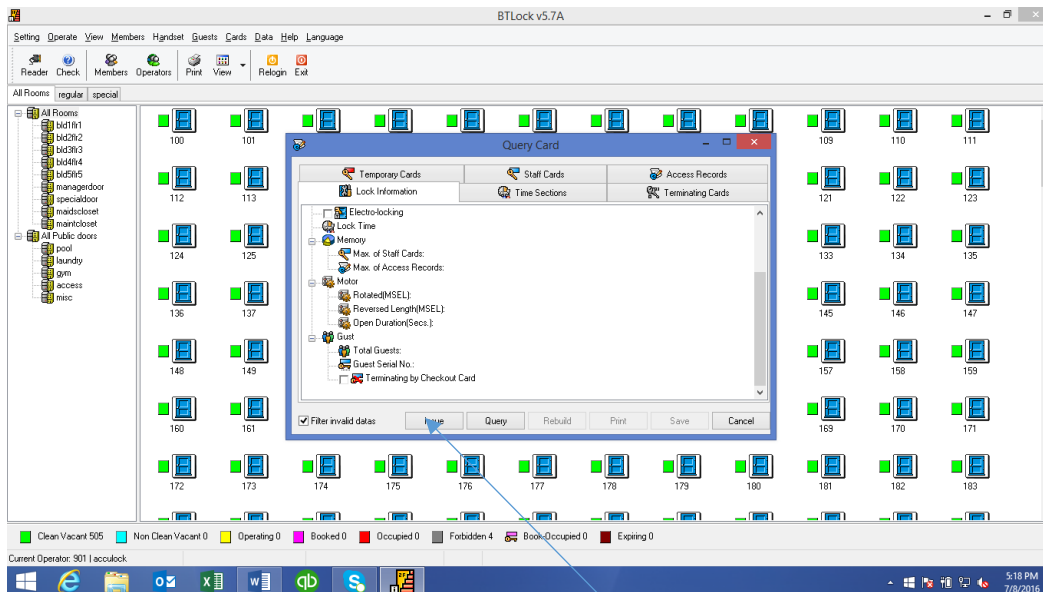 BTLock v5.7A
Setting Operate View Members Handset Guests Cards Data Help Language
Reader Check Members Operators Print View Relogin Exit
All Rooms regular special
All Rooms
bld1flr1
bld2flr2
bld3flr3
bld4flr4
bld5flr5
managerdoor
specialdoor
maidscloset
maintcloset
All Public doors
pool
laundry
gym
access
misc
100 101 109 110 111
112 113 121 122 123
124 125 133 134 135
136 137 145 146 147
148 149 157 158 159
160 161 169 170 171
172 173 174 175 176 177 178 179 180 181 182 183
Query Card
Temporary Cards Staff Cards Access Records
Lock Information Time Sections Terminating Cards
Electro-locking
Lock Time
Memory
Max. of Staff Cards:
Max. of Access Records:
Motor
Rotated(MSEL):
Reversed Length(MSEL):
Open Duration(Secs.):
Gust
Total Guests:
Guest Serial No.:
Terminating by Checkout Card
Filter invalid datas Issue Query Rebuild Print Save Cancel
Clean Vacant 505 Non Clean Vacant 0 Operating 0 Booked 0 Occupied 0 Forbidden 4 Book-Occupied 0 Expiring 0
Current Operator: 901 | acculock
5:18 PM
7/8/2016